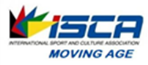 ISCA
INTERNATIONAL SPORT AND CULTURE ASSOCIATION
MOVING AGE